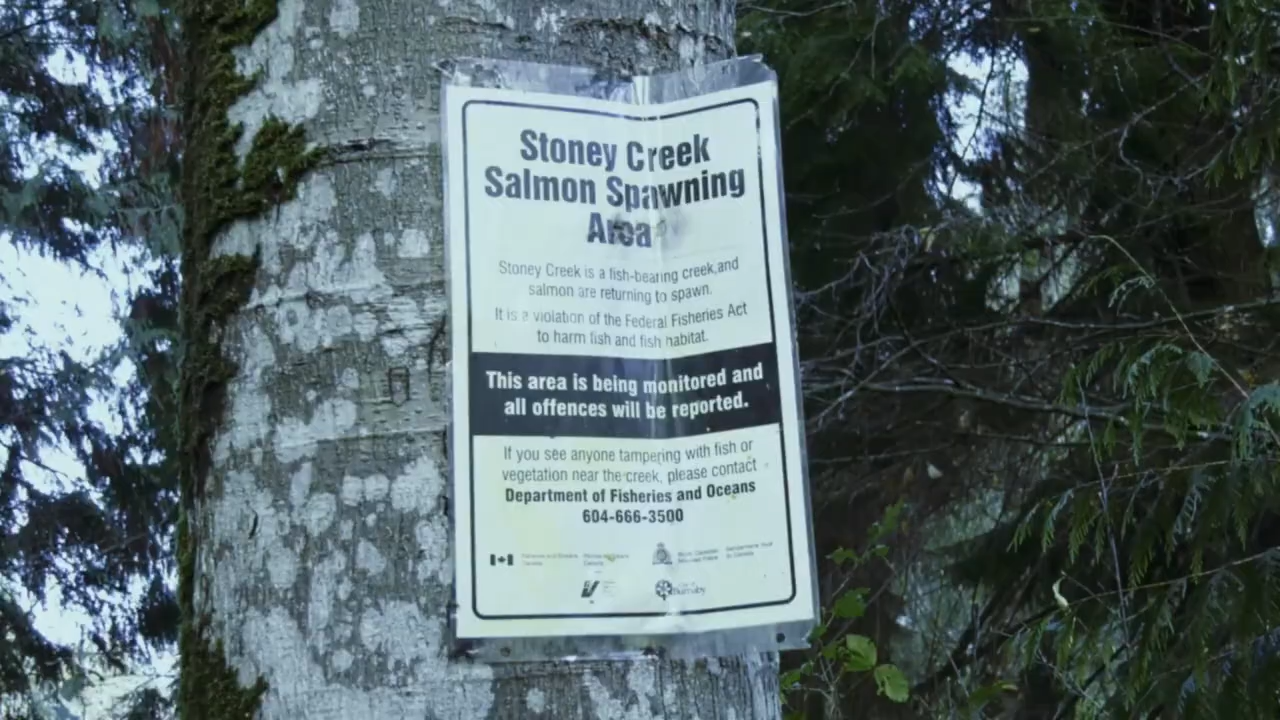 Stoney Creek
Salmon Spawning
Area
Stoney Creek is a fish-bearing creek,and
salmon are returning to spawn.
It is a violation of the Federal Fisheries Act
to harm fish and fish habitat.
This area is being monitored and
all offences will be reported.
If you see anyone tampering with fish or
vegetation near the creek, please contact
Department of Fisheries and Oceans
604-666-3500
Burnaby